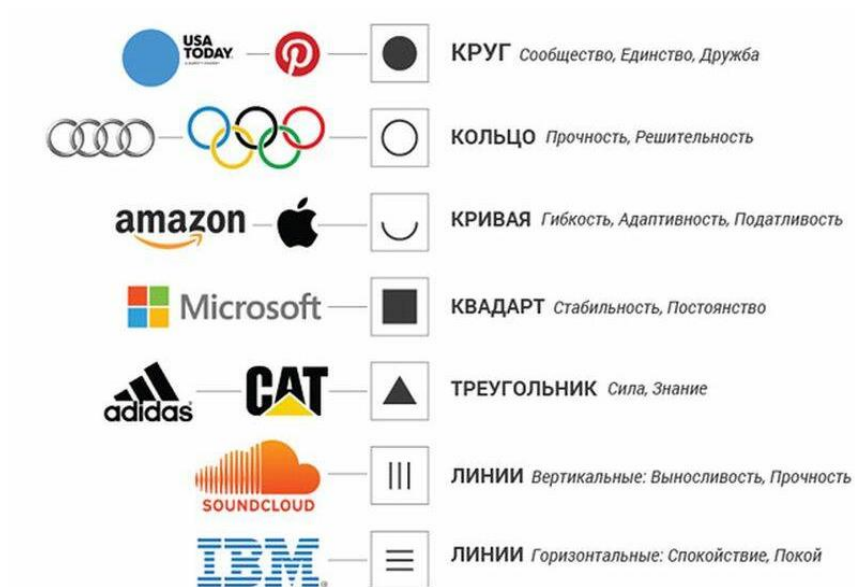 USA
TODAY
КРУГ Сообщество, Единство, Дружба
КОЛЬЦО Прочность, Решительность
amazon
КРИВАЯ Гибкость, Адаптивность, Податливость
Microsoft
КВАДАРТ Стабильность, Постоянство
adidas
CAT
ТРЕУГОЛЬНИК Сила, Знание
SOUNDCLOUD
ЛИНИИ Вертикальные: Выносливость, Прочность
IBM
ЛИНИИ Горизонтальные: Спокойствие, Покой